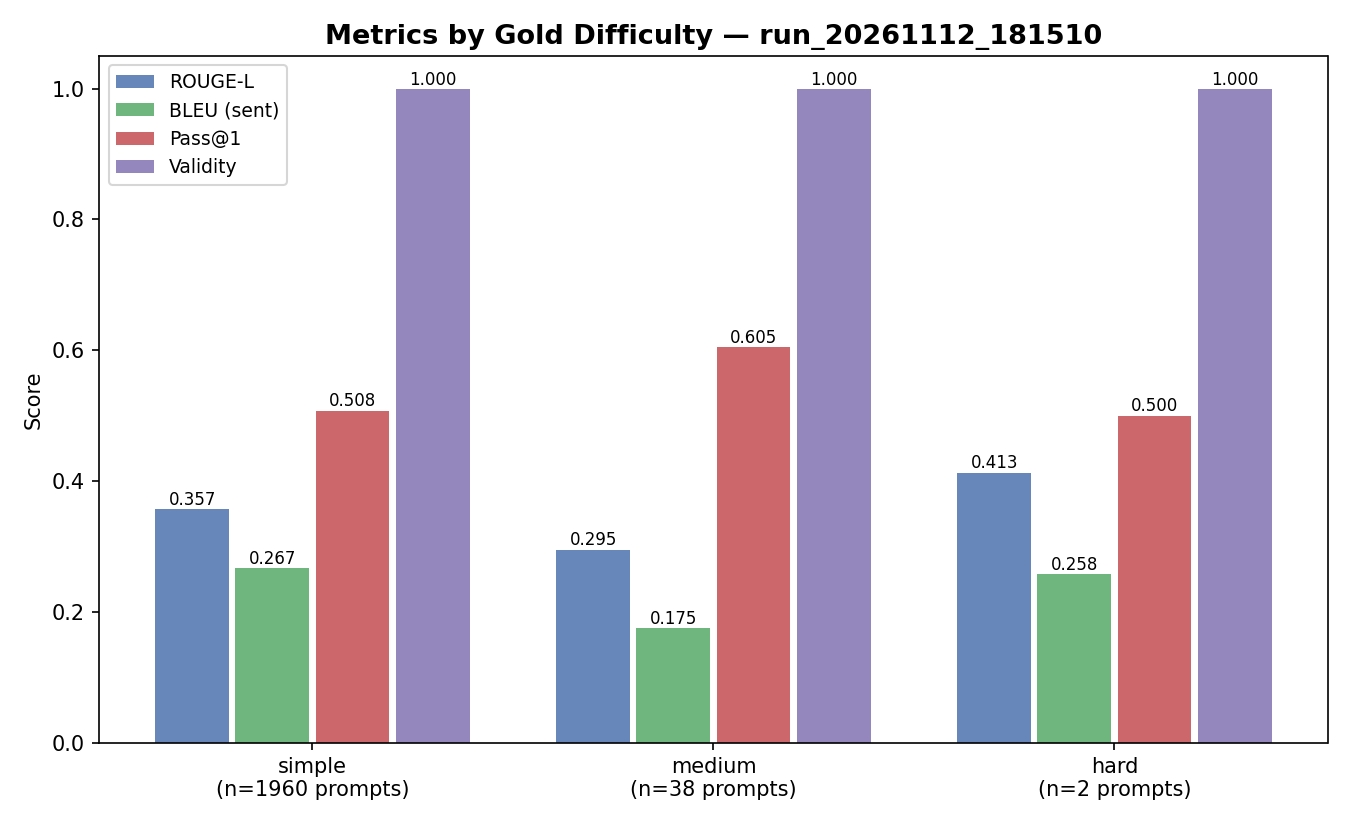 Metrics by Gold Difficulty — run_20261112_181510
ROUGE-L
BLEU (sent)
Pass@1
Validity
Score
1.0
0.8
0.6
0.4
0.2
0.0
0.357
0.267
0.508
1.000
0.295
0.175
0.605
1.000
0.413
0.258
0.500
1.000
simple
(n=1960 prompts)
medium
(n=38 prompts)
hard
(n=2 prompts)